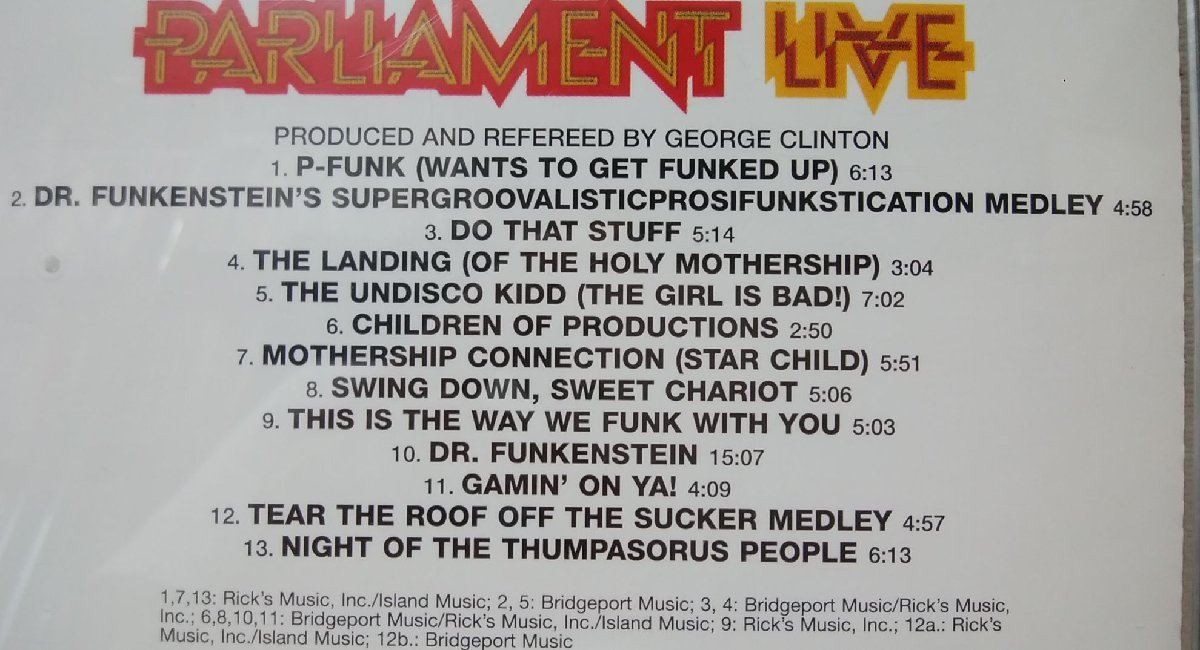 PARLIAMENT LIVE
PRODUCED AND REFEREED BY GEORGE CLINTON
1. P-FUNK (WANTS TO GET FUNKED UP) 6:13
2. DR. FUNKENSTEIN'S SUPERGROOVALISTICPROSIFUNKSTICATION MEDLEY 4:58
3. DO THAT STUFF 5:14
4. THE LANDING (OF THE HOLY MOTHERSHIP) 3:04
5. THE UNDISCO KIDD (THE GIRL IS BAD!) 7:02
6. CHILDREN OF PRODUCTIONS 2:50
7. MOTHERSHIP CONNECTION (STAR CHILD) 5:51
8. SWING DOWN, SWEET CHARIOT 5:06
9. THIS IS THE WAY WE FUNK WITH YOU 5:03
10. DR. FUNKENSTEIN 15:07
11. GAMIN' ON YA! 4:09
12. TEAR THE ROOF OFF THE SUCKER MEDLEY 4:57
13. NIGHT OF THE THUMPASORUS PEOPLE 6:13
1,7,13: Rick's Music, Inc./Island Music; 2, 5: Bridgeport Music; 3, 4: Bridgeport Music/Rick's Music,
Inc.; 6,8,10,11: Bridgeport Music/Rick's Music, Inc./Island Music; 9: Rick's Music, Inc.; 12a.: Rick's
Music, Inc./Island Music; 12b.: Bridgeport Music